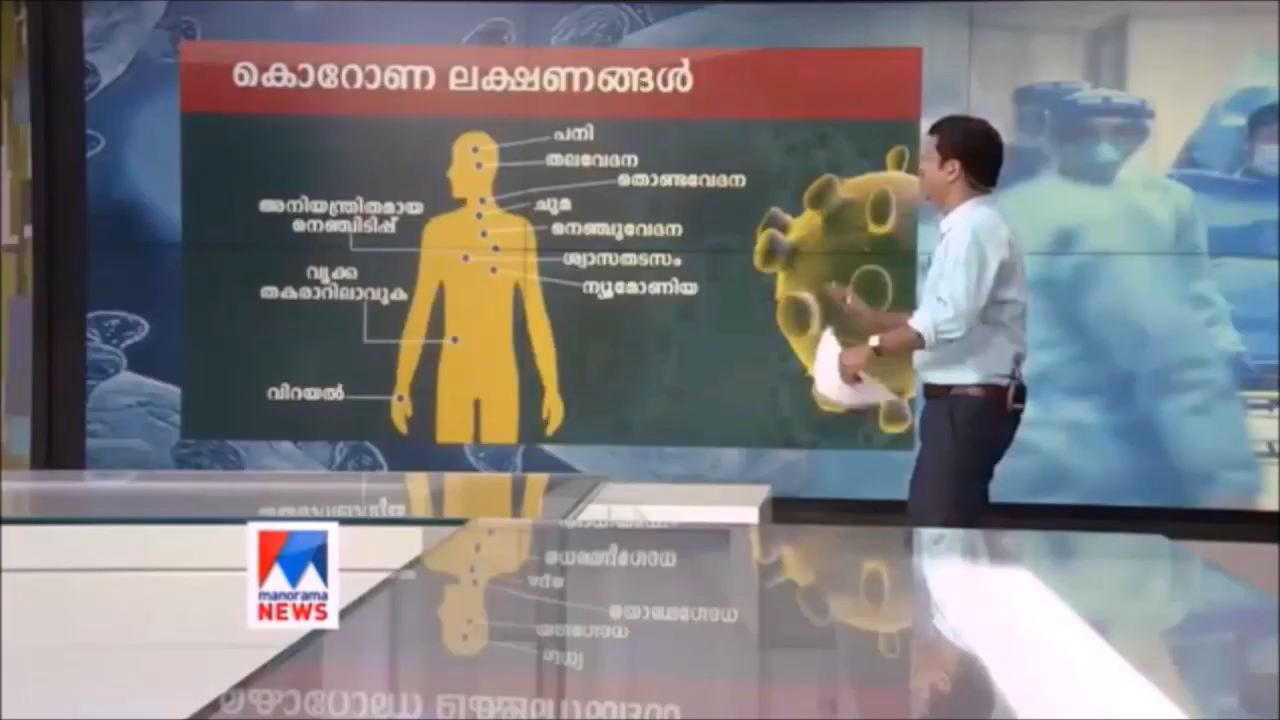 കൊറോണ ലക്ഷണങ്ങൾ
പനി
തലവേദന
തൊണ്ടവേദന
അനിയന്ത്രിതമായ
നെഞ്ചിടിപ്പ്
ചുമ
നെഞ്ചുവേദന
ശ്വാസതടസം
വൃക്ക
തകരാറിലാവുക
ന്യൂമോണിയ
വിറയൽ
manorama
NEWS